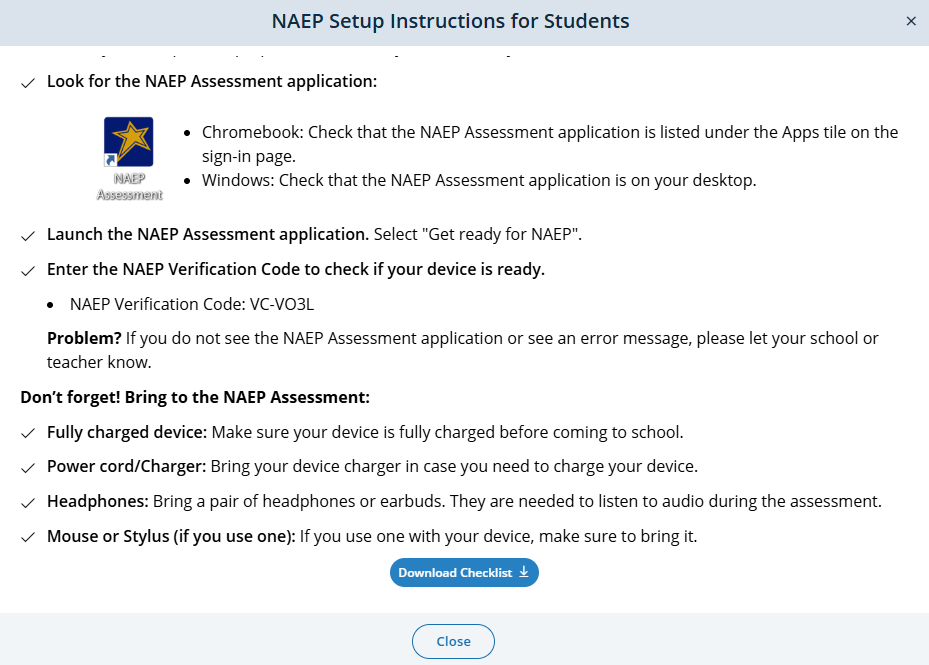 NAEP Setup Instructions for Students
Look for the NAEP Assessment application:
Chromebook: Check that the NAEP Assessment application is listed under the Apps tile on the
sign-in page.
Windows: Check that the NAEP Assessment application is on your desktop.
NAEP
Assessment
Launch the NAEP Assessment application. Select "Get ready for NAEP".
Enter the NAEP Verification Code to check if your device is ready.
NAEP Verification Code: VC-VO3L
Problem? If you do not see the NAEP Assessment application or see an error message, please let your school or
teacher know.
Don’t forget! Bring to the NAEP Assessment:
Fully charged device: Make sure your device is fully charged before coming to school.
Power cord/Charger: Bring your device charger in case you need to charge your device.
Headphones: Bring a pair of headphones or earbuds. They are needed to listen to audio during the assessment.
Mouse or Stylus (if you use one): If you use one with your device, make sure to bring it.
Download Checklist
Close